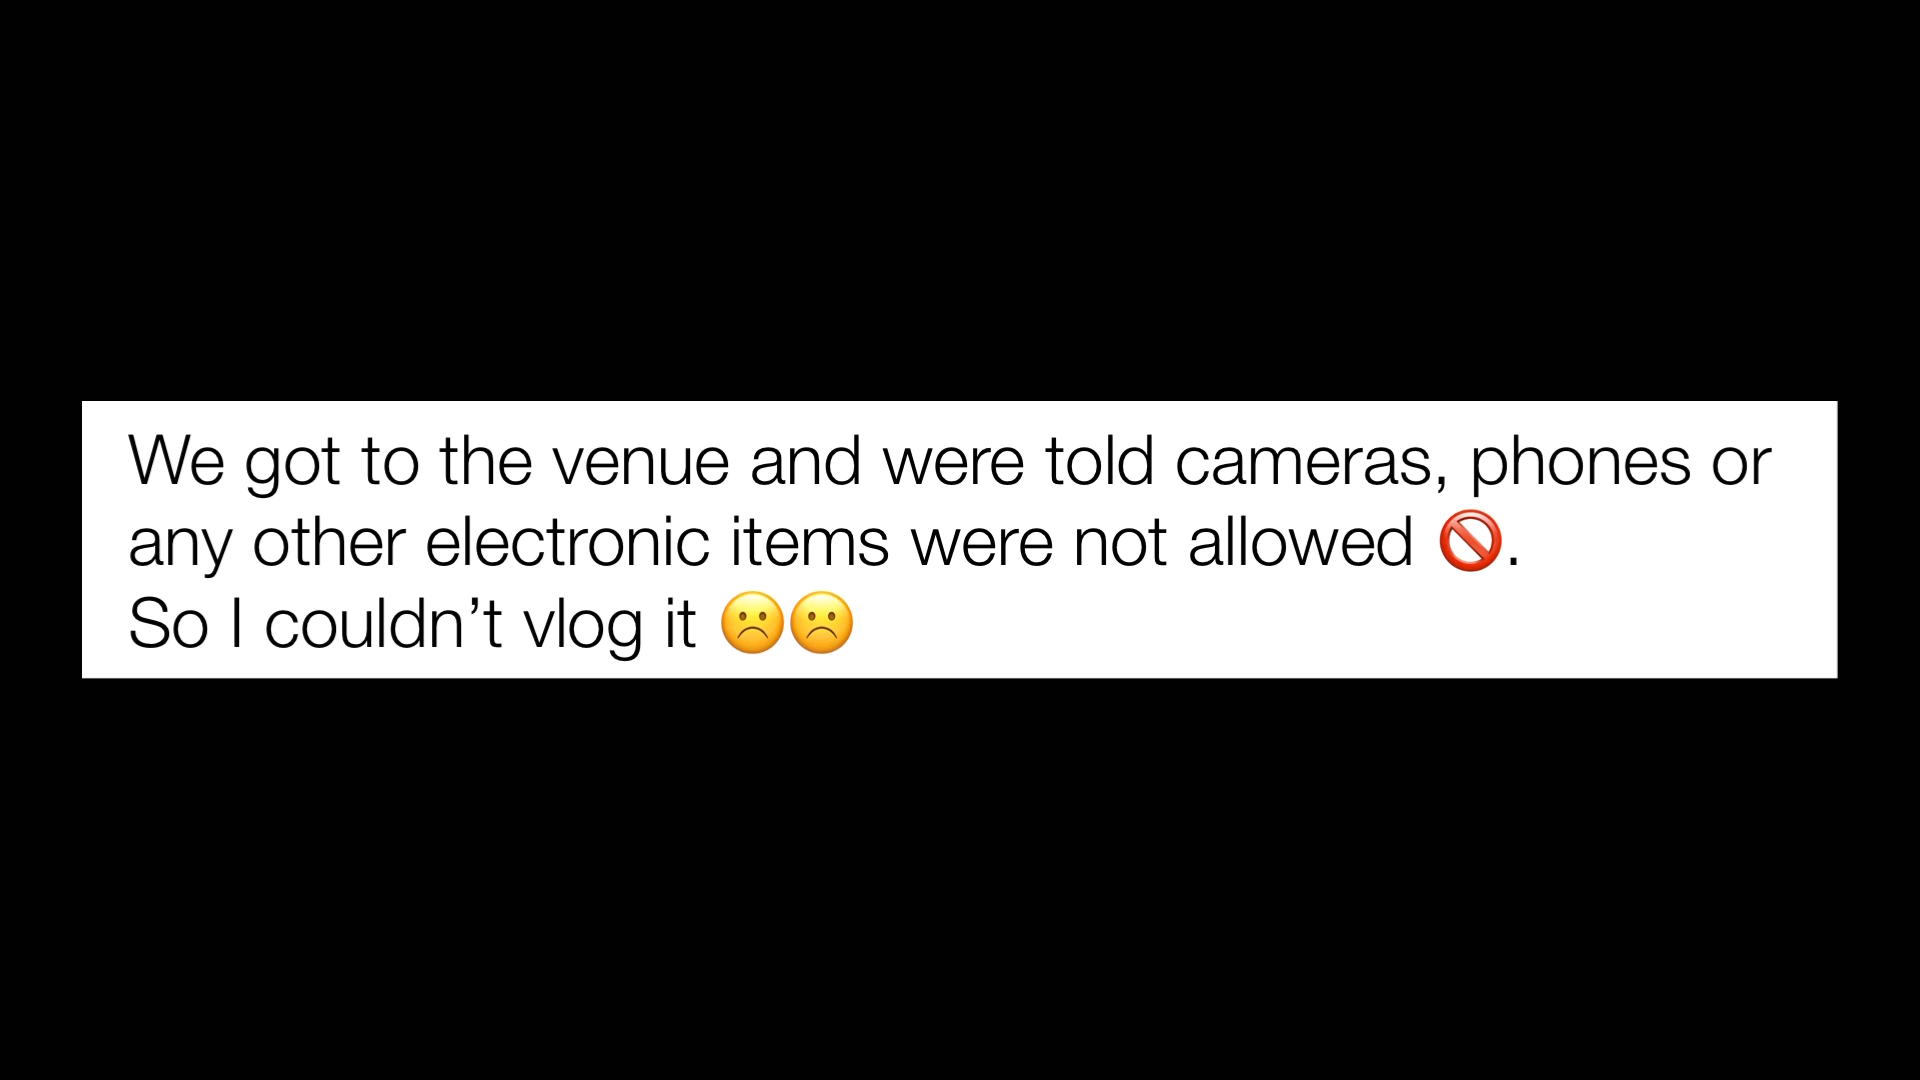 We got to the venue and were told cameras, phones or
any other electronic items were not allowed 🚫.
So I couldn’t vlog it ☹️☹️